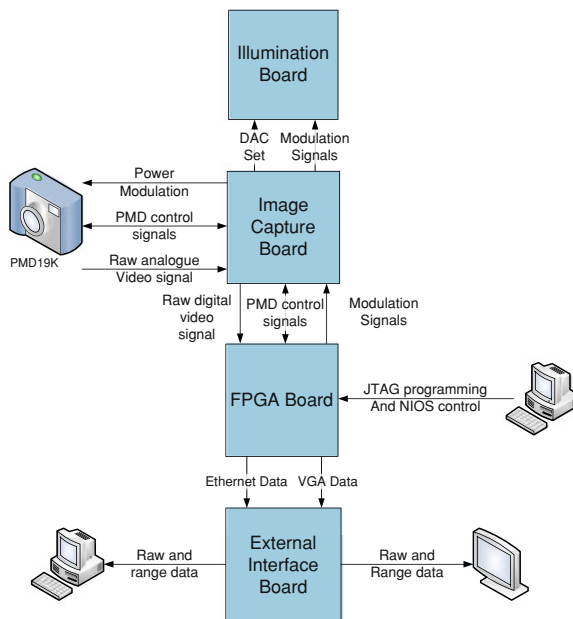 Illumination
Board
DAC
Set
Modulation
Signals
Power
Modulation
PMD control
signals
Raw analogue
Video signal
PMD19K
Image
Capture
Board
Raw digital
video
signal
PMD control
signals
Modulation
Signals
FPGA Board
JTAG programming
And NIOS control
Ethernet Data
VGA Data
External
Interface
Board
Raw and
range data
Raw and
Range data